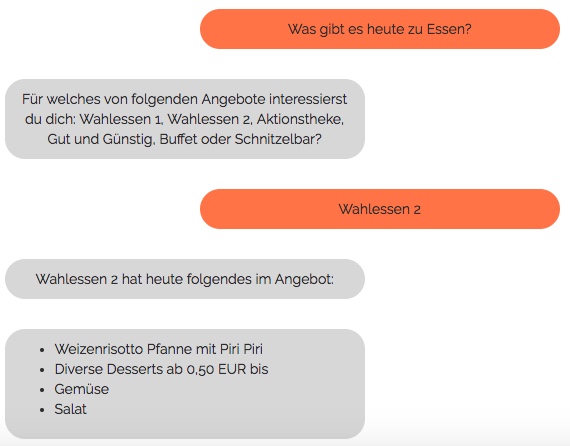 Was gibt es heute zu Essen?
Für welches von folgenden Angebote interessierst
du dich: Wahlessen 1, Wahlessen 2, Aktionstheke,
Gut und Günstig, Buffet oder Schnitzelbar?
Wahlessen 2
Wahlessen 2 hat heute folgendes im Angebot:
• Weizenrisotto Pfanne mit Piri Piri
• Diverse Desserts ab 0,50 EUR bis
• Gemüse
• Salat